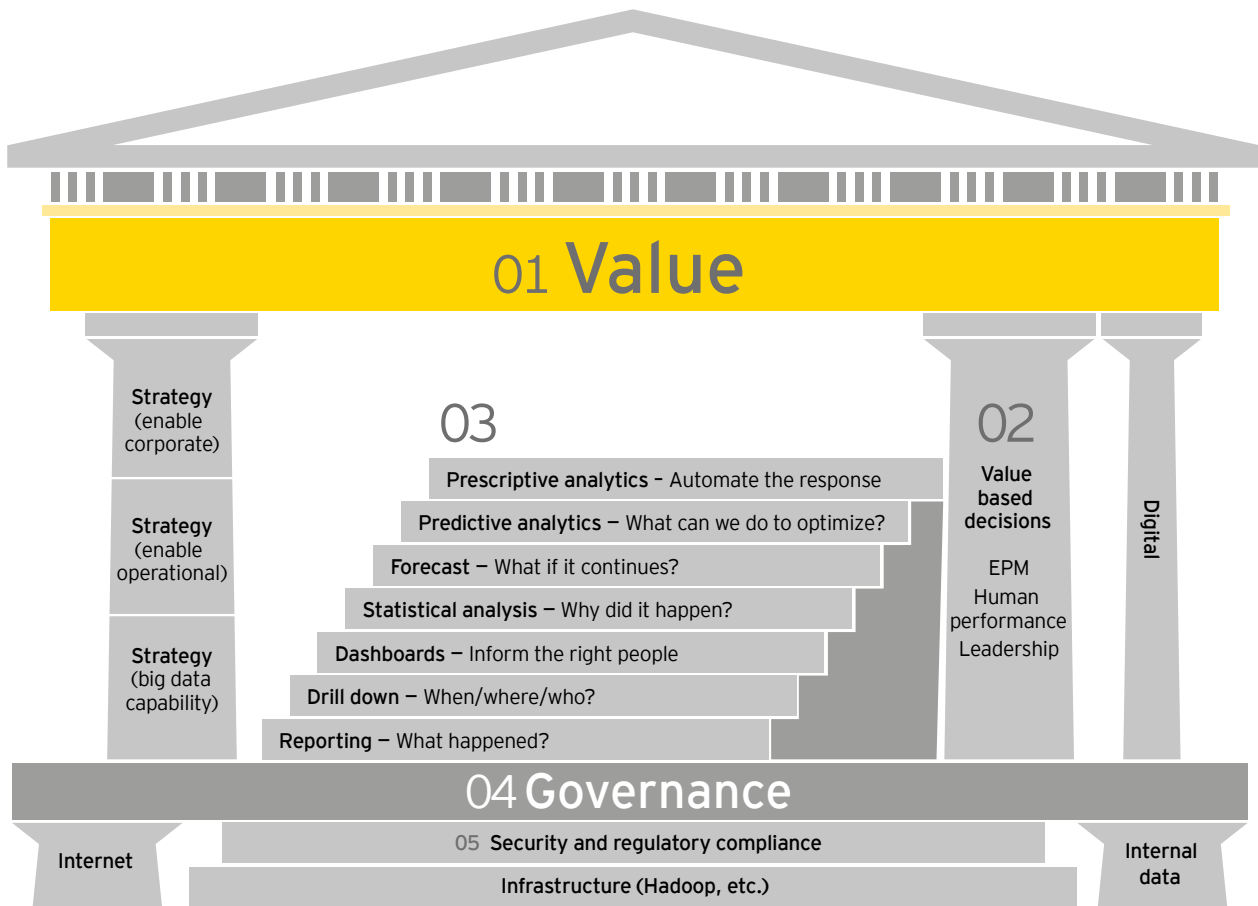 01 Value
Strategy
(enable
corporate)
Strategy
(enable
operational)
Strategy
(big data
capability)
03
Prescriptive analytics – Automate the response
Predictive analytics — What can we do to optimize?
Forecast — What if it continues?
Statistical analysis — Why did it happen?
Dashboards — Inform the right people
Drill down — When/where/who?
Reporting — What happened?
02
Value
based
decisions
EPM
Human
performance
Leadership
Digital
04 Governance
Internet
05 Security and regulatory compliance
Infrastructure (Hadoop, etc.)
Internal
data